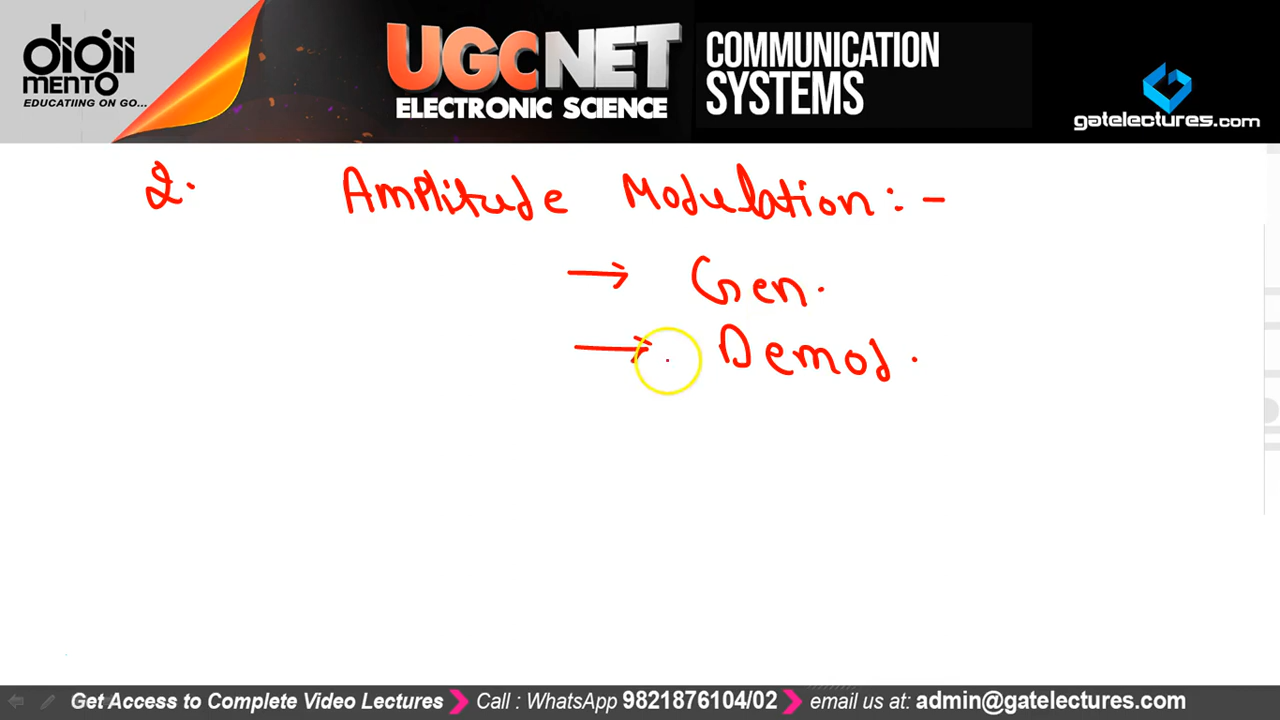 digii
mento
EDUCATIING ON GO...
UGCNET
ELECTRONIC SCIENCE
COMMUNICATION
SYSTEMS
gatelectures.com
2. Amplitude Modulation:-
→ Gen.
→ Demod.
Get Access to Complete Video Lectures Call : WhatsApp 9821876104/02 email us at: admin@gatelectures.com